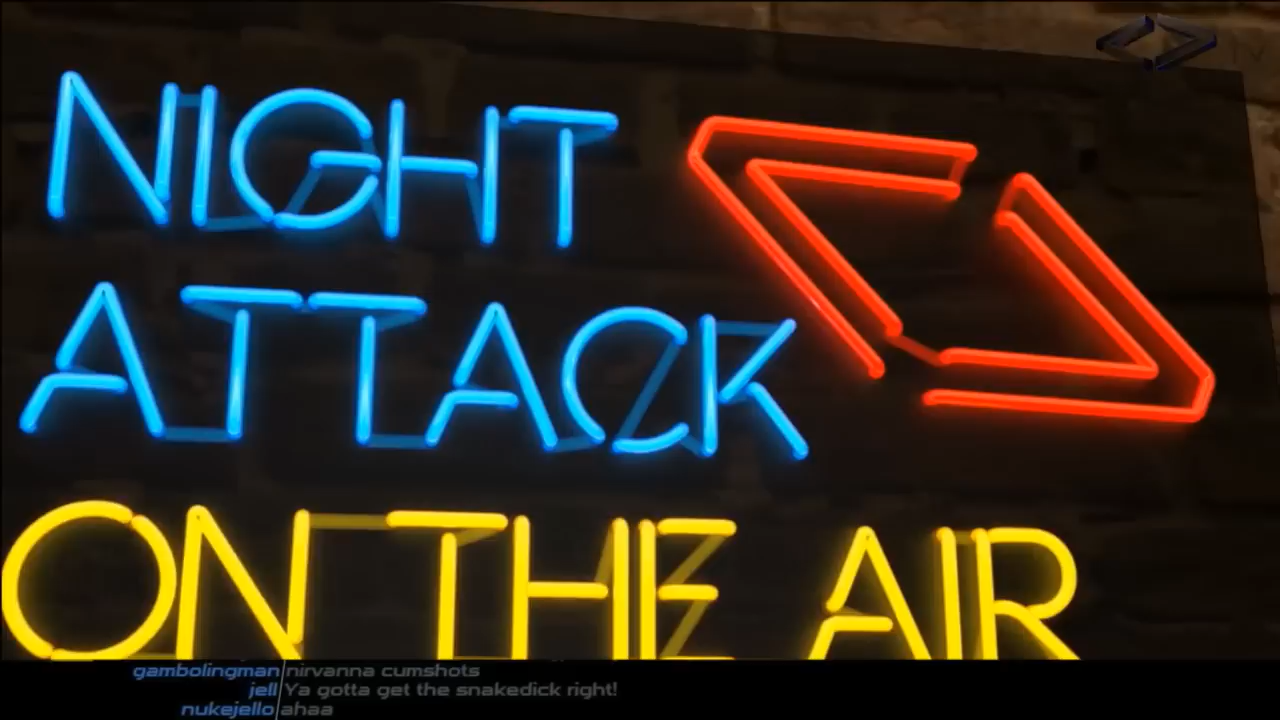 NIGHT
ATTACK
ON THE AIR
gambolingman nirvanna cumshots
jell Ya gotta get the snakedick right!
nukejello ahaa